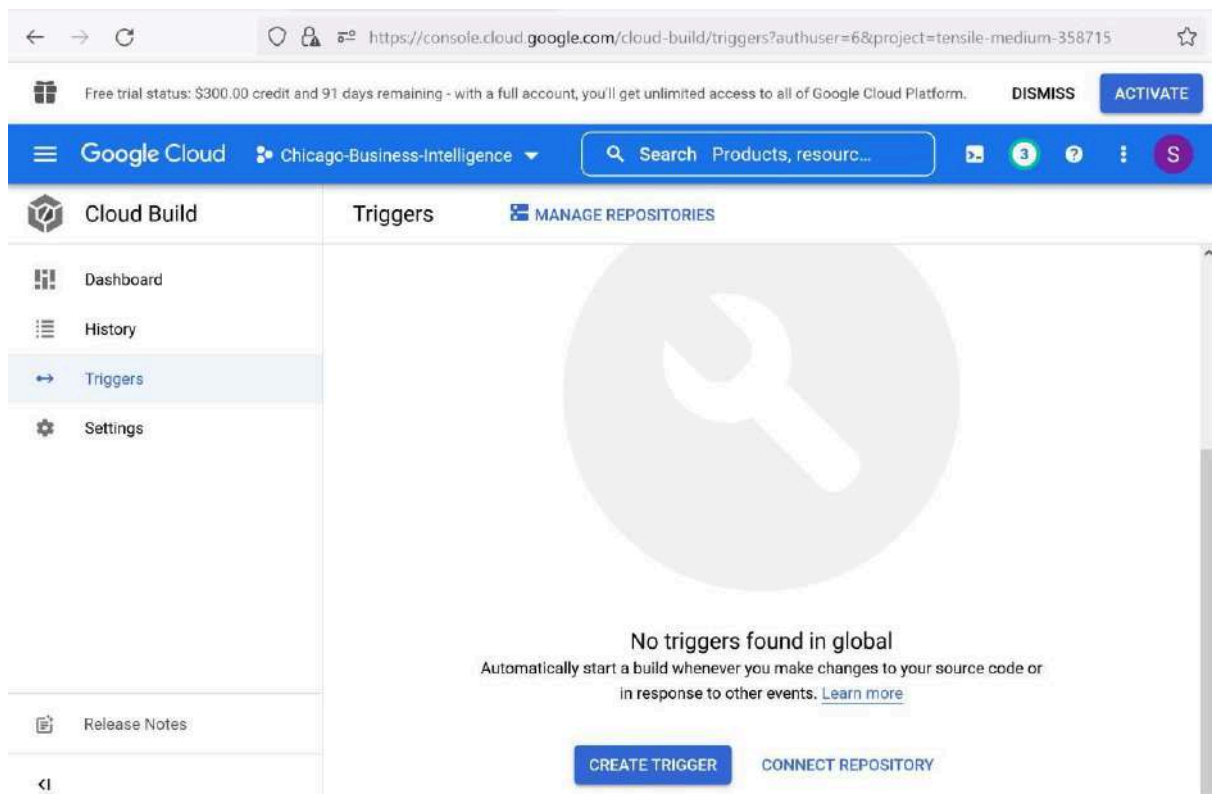 https://console.cloud.google.com/cloud-build/triggers?authuser=6&project=tensile-medium-358715
Free trial status: $300.00 credit and 91 days remaining - with a full account, you'll get unlimited access to all of Google Cloud Platform. DISMISS ACTIVATE
Google Cloud Chicago-Business-Intelligence Search Products, resourc... 3 S
Cloud Build Triggers MANAGE REPOSITORIES
Dashboard
History
Triggers
Settings
No triggers found in global
Automatically start a build whenever you make changes to your source code or
in response to other events. Learn more
Release Notes
CREATE TRIGGER CONNECT REPOSITORY